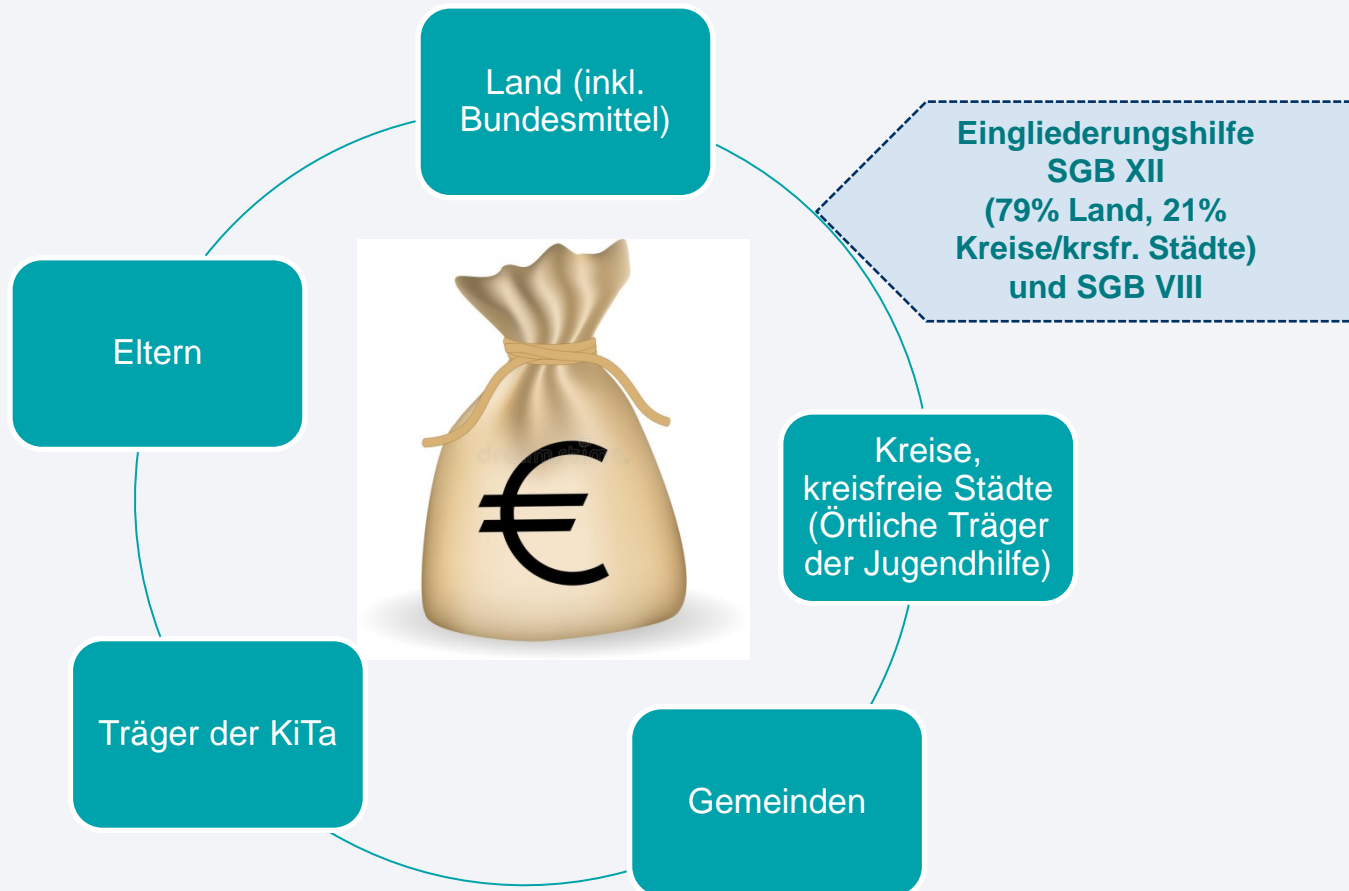 Land (inkl.
Bundesmittel)
Eingliederungshilfe
SGB XII
(79% Land, 21%
Kreise/krsfr. Städte)
und SGB VIII
Eltern
€
Kreise,
kreisfreie Städte
(Örtliche Träger
der Jugendhilfe)
Träger der KiTa
Gemeinden